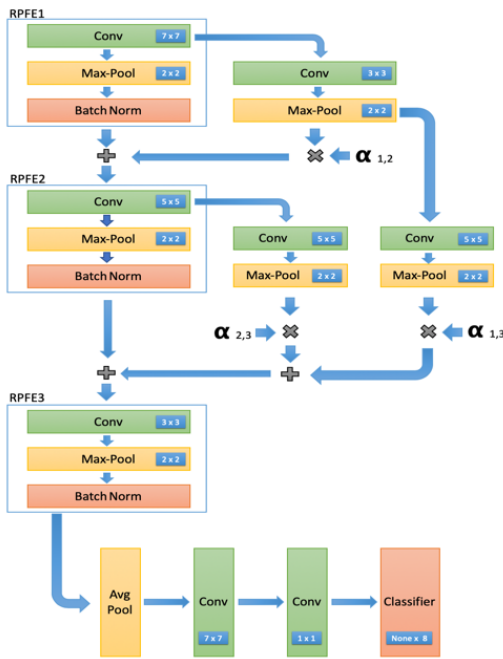 RPFE1
Conv 7 x 7
Max-Pool 2 x 2
Batch Norm
Conv 3 x 3
Max-Pool 2 x 2
α 1,2
RPFE2
Conv 5 x 5
Max-Pool 2 x 2
Batch Norm
Conv 5 x 5
Max-Pool 2 x 2
Conv 5 x 5
Max-Pool 2 x 2
α 2,3
α 1,3
RPFE3
Conv 3 x 3
Max-Pool 2 x 2
Batch Norm
Avg
Pool
Conv
7 x 7
Conv
1 x 1
Classifier
None x 8